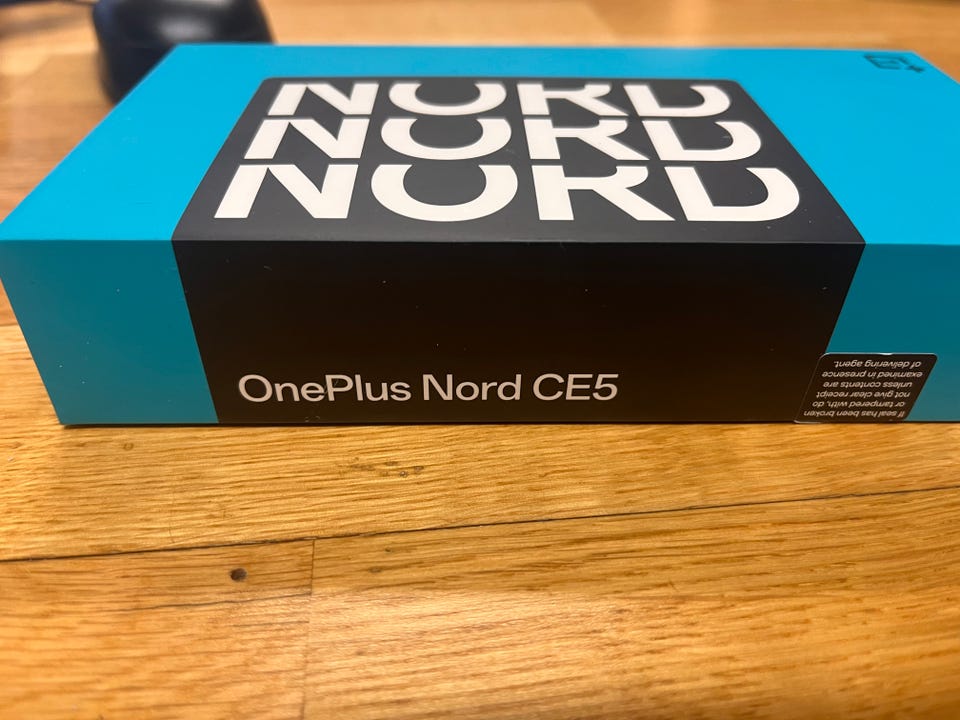 NORD
NORD
NORD
OnePlus Nord CE5
If seal has been broken
or tampered with, do
not give clear receipt
unless contents are
examined in presence
of delivering agent.